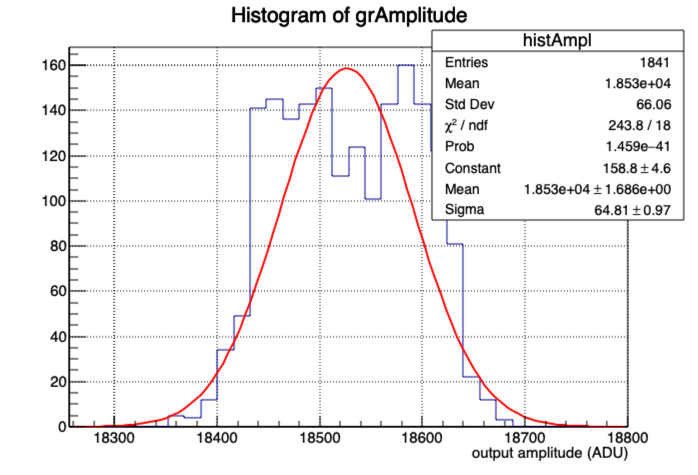 Histogram of grAmplitude
histAmpl
Entries 1841
Mean 1.853e+04
Std Dev 66.06
χ² / ndf 243.8 / 18
Prob 1.459e−41
Constant 158.8 ± 4.6
Mean 1.853e+04 ± 1.686e+00
Sigma 64.81 ± 0.97
160
140
120
100
80
60
40
20
0
18300 18400 18500 18600 18700 18800
output amplitude (ADU)